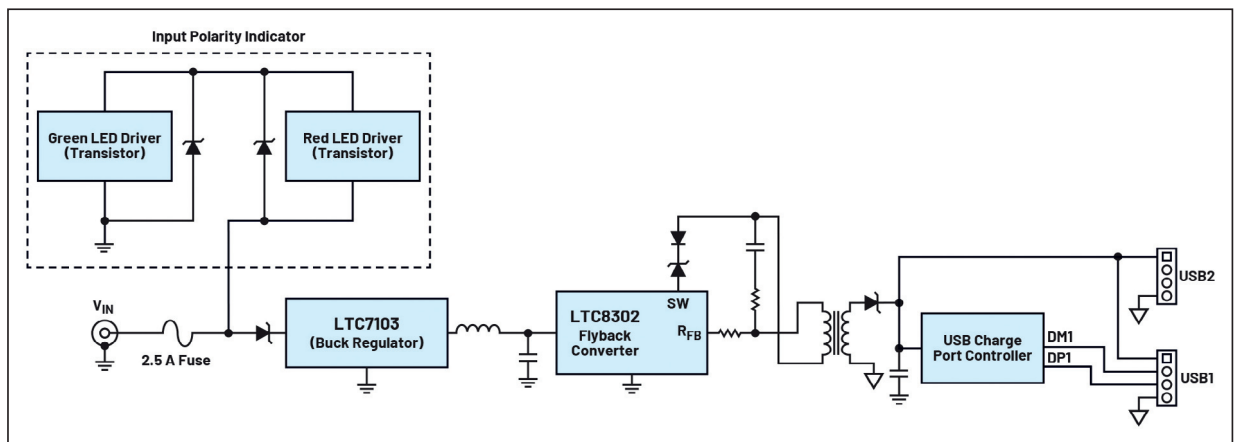 Input Polarity Indicator
Green LED Driver
(Transistor)
Red LED Driver
(Transistor)
VIN
2.5 A Fuse
LTC7103
(Buck Regulator)
LTC8302
Flyback
Converter
SW
RFB
USB Charge
Port Controller
DM1
DP1
USB2
USB1